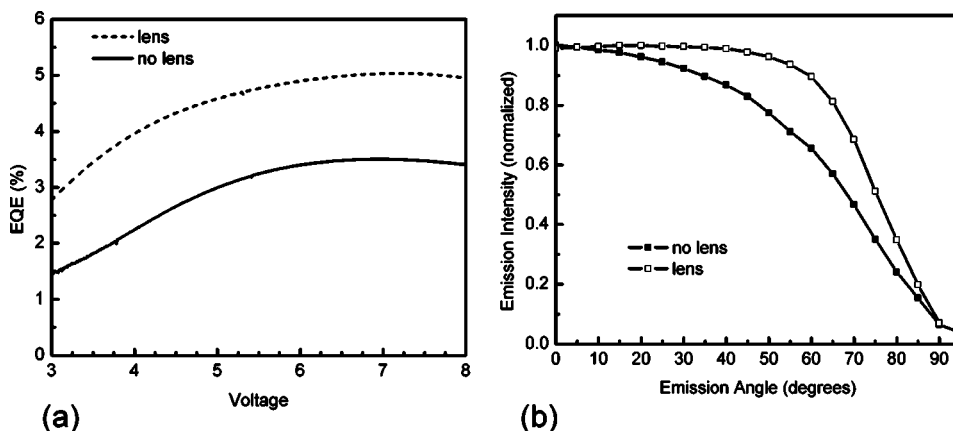 6
5
4
3
2
1
0
EQE (%)
lens
no lens
3 4 5 6 7 8
Voltage
(a)
1.0
0.8
0.6
0.4
0.2
0.0
Emission Intensity (normalized)
no lens
lens
0 10 20 30 40 50 60 70 80 90
Emission Angle (degrees)
(b)